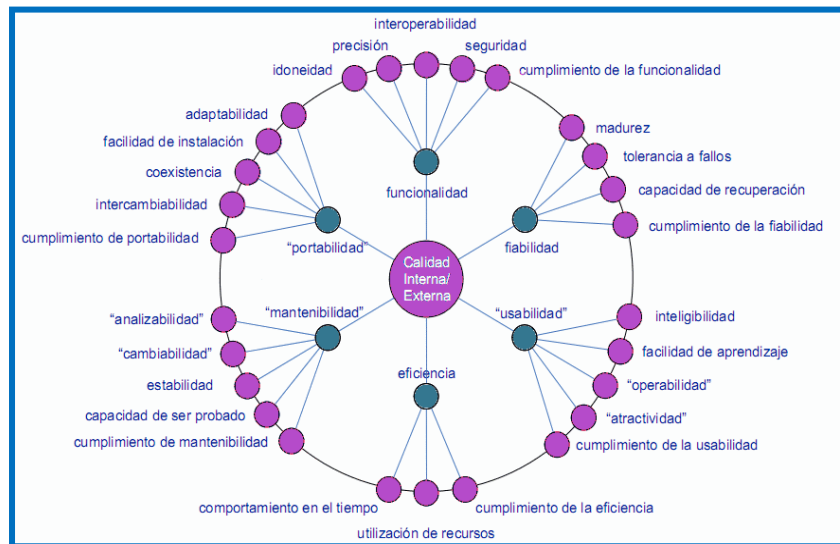 interoperabilidad
precisión
seguridad
idoneidad
cumplimiento de la funcionalidad
adaptabilidad
madurez
facilidad de instalación
tolerancia a fallos
coexistencia
capacidad de recuperación
funcionalidad
intercambiabilidad
cumplimiento de la fiabilidad
cumplimiento de portabilidad
"portabilidad"
fiabilidad
Calidad
Interna/
Externa
"analizabilidad"
"mantenibilidad"
"usabilidad"
inteligibilidad
"cambiabilidad"
facilidad de aprendizaje
eficiencia
estabilidad
"operabilidad"
capacidad de ser probado
"atractividad"
cumplimiento de mantenibilidad
cumplimiento de la usabilidad
comportamiento en el tiempo
cumplimiento de la eficiencia
utilización de recursos